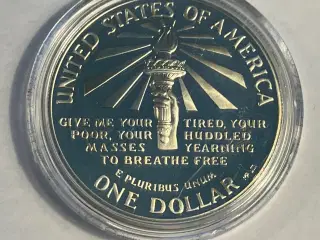 UNITED STATES OF AMERICA
GIVE ME YOUR TIRED, YOUR
POOR, YOUR HUDDLED
MASSES YEARNING
TO BREATHE FREE
E PLURIBUS UNUM
ONE DOLLAR